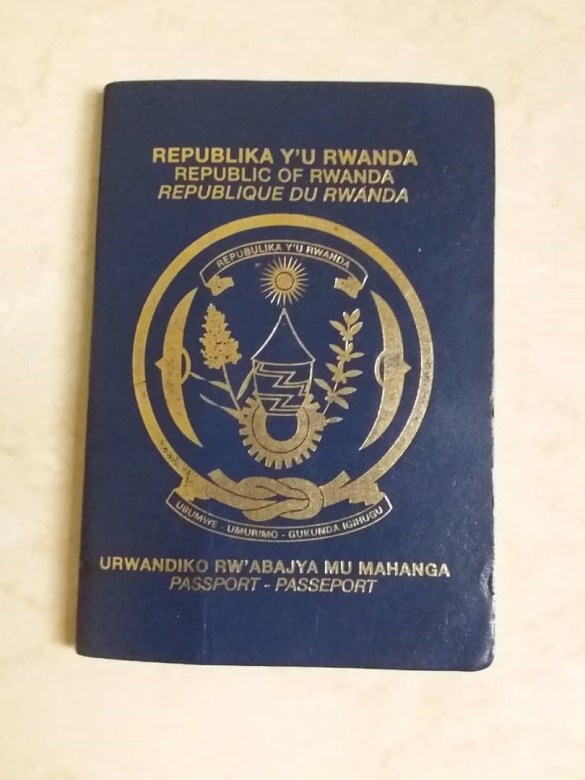 REPUBLIKA Y'U RWANDA
REPUBLIC OF RWANDA
REPUBLIQUE DU RWANDA
REPUBULIKA Y'U RWANDA
UBUMWE - UMURIMO - GUKUNDA IGIHUGU
URWANDIKO RW'ABAJYA MU MAHANGA
PASSPORT - PASSEPORT